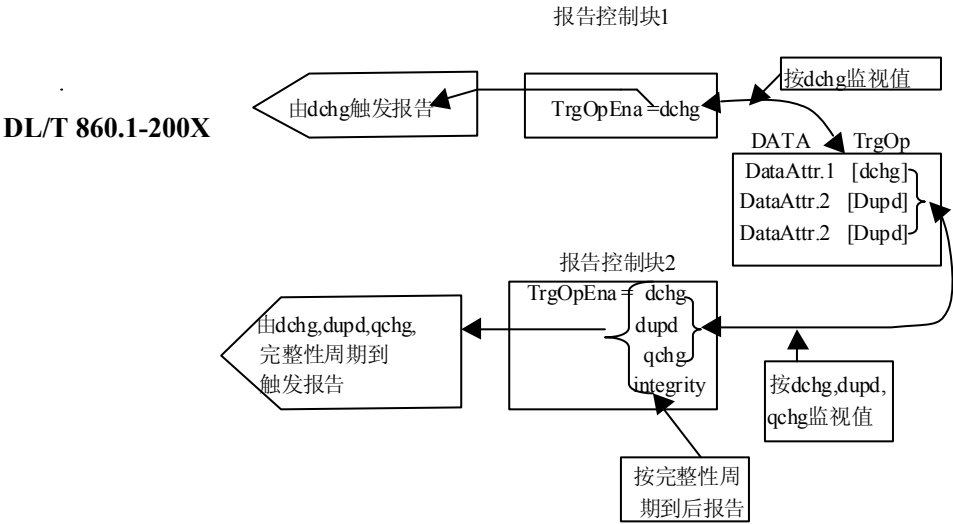 报告控制块1
按dchg监视值
由dchg触发报告
TrgOpEna =dchg
DL/T 860.1-200X
DATA TrgOp
DataAttr.1 [dchg]
DataAttr.2 [Dupd]
DataAttr.2 [Dupd]
报告控制块2
TrgOpEna = dchg
dupd
qchg
integrity
由dchg,dupd,qchg,
完整性周期到
触发报告
按dchg,dupd,
qchg监视值
按完整性周
期到后报告